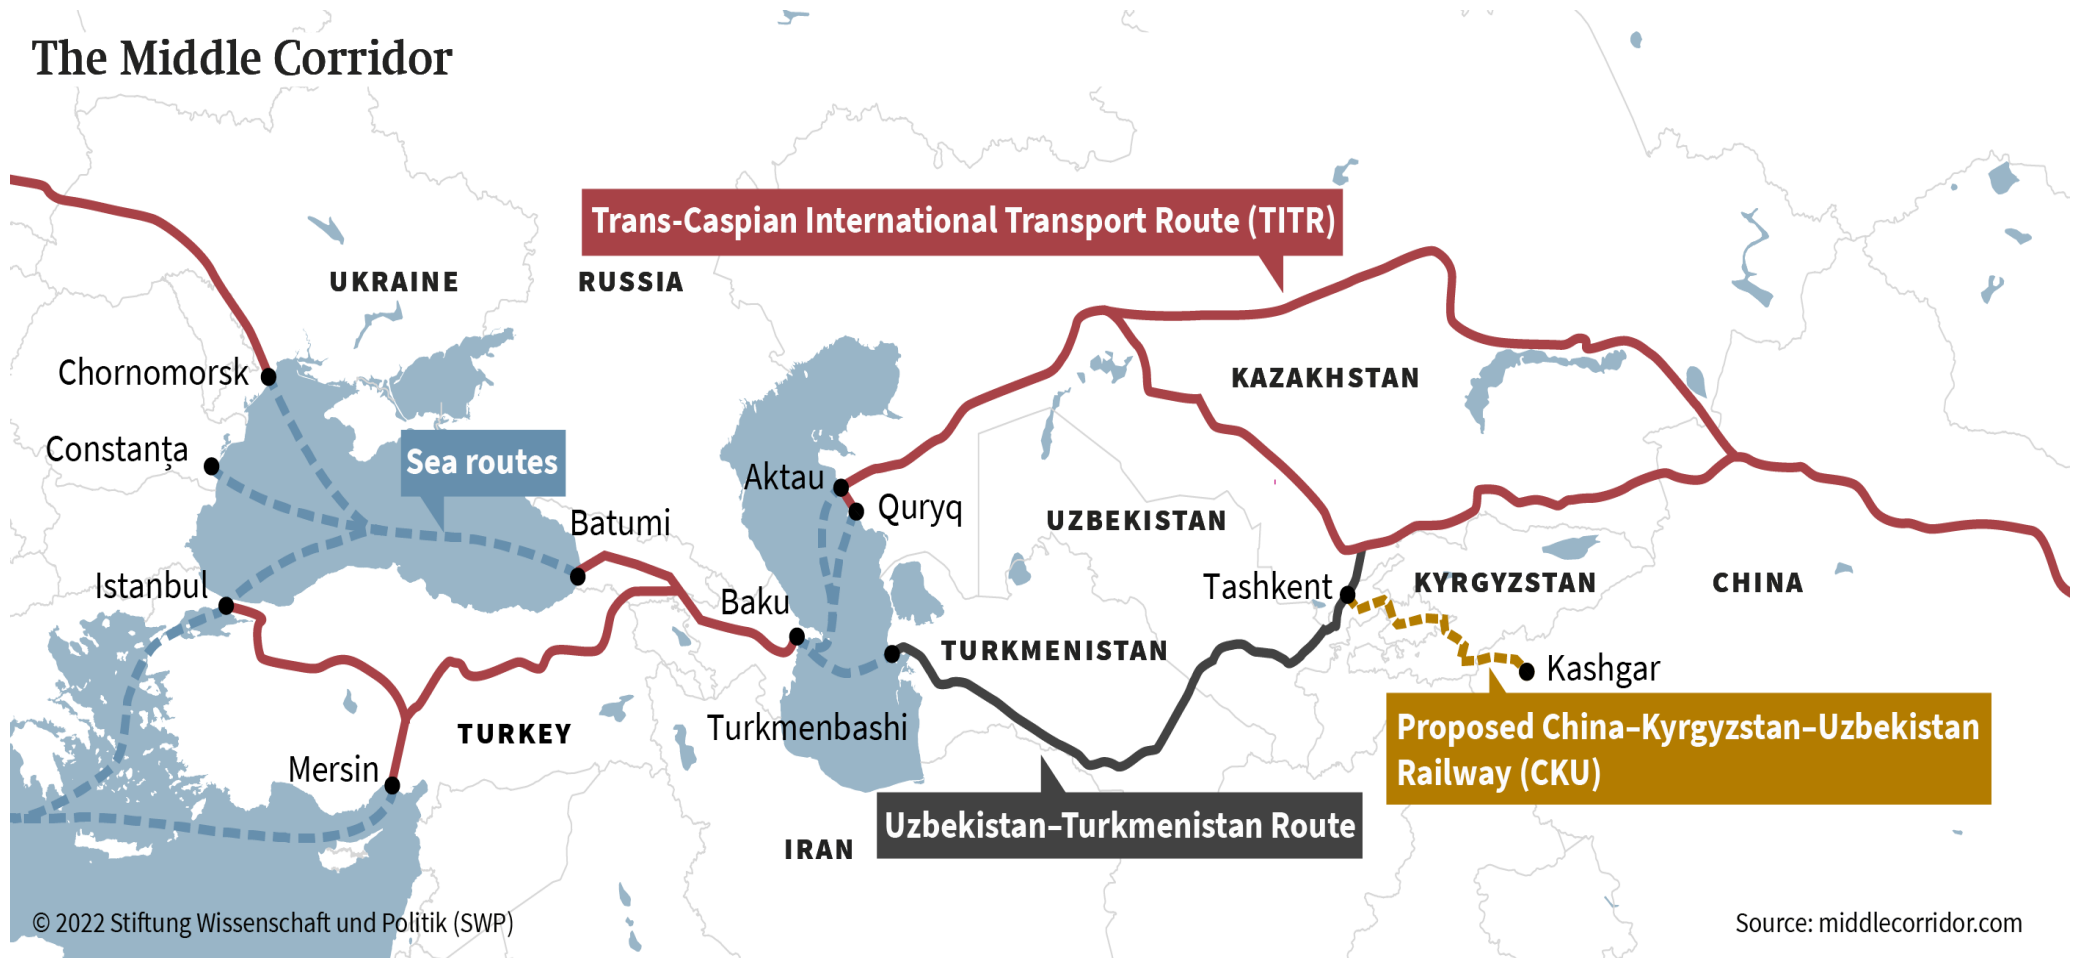 The Middle Corridor
Trans-Caspian International Transport Route (TITR)
UKRAINE
RUSSIA
Chornomorsk
KAZAKHSTAN
Constanța
Sea routes
Aktau
Quryq
Batumi
UZBEKISTAN
Istanbul
Baku
Tashkent
KYRGYZSTAN
CHINA
TURKMENISTAN
Kashgar
TURKEY
Turkmenbashi
Proposed China–Kyrgyzstan–Uzbekistan
Railway (CKU)
Mersin
Uzbekistan–Turkmenistan Route
IRAN
© 2022 Stiftung Wissenschaft und Politik (SWP)
Source: middlecorridor.com